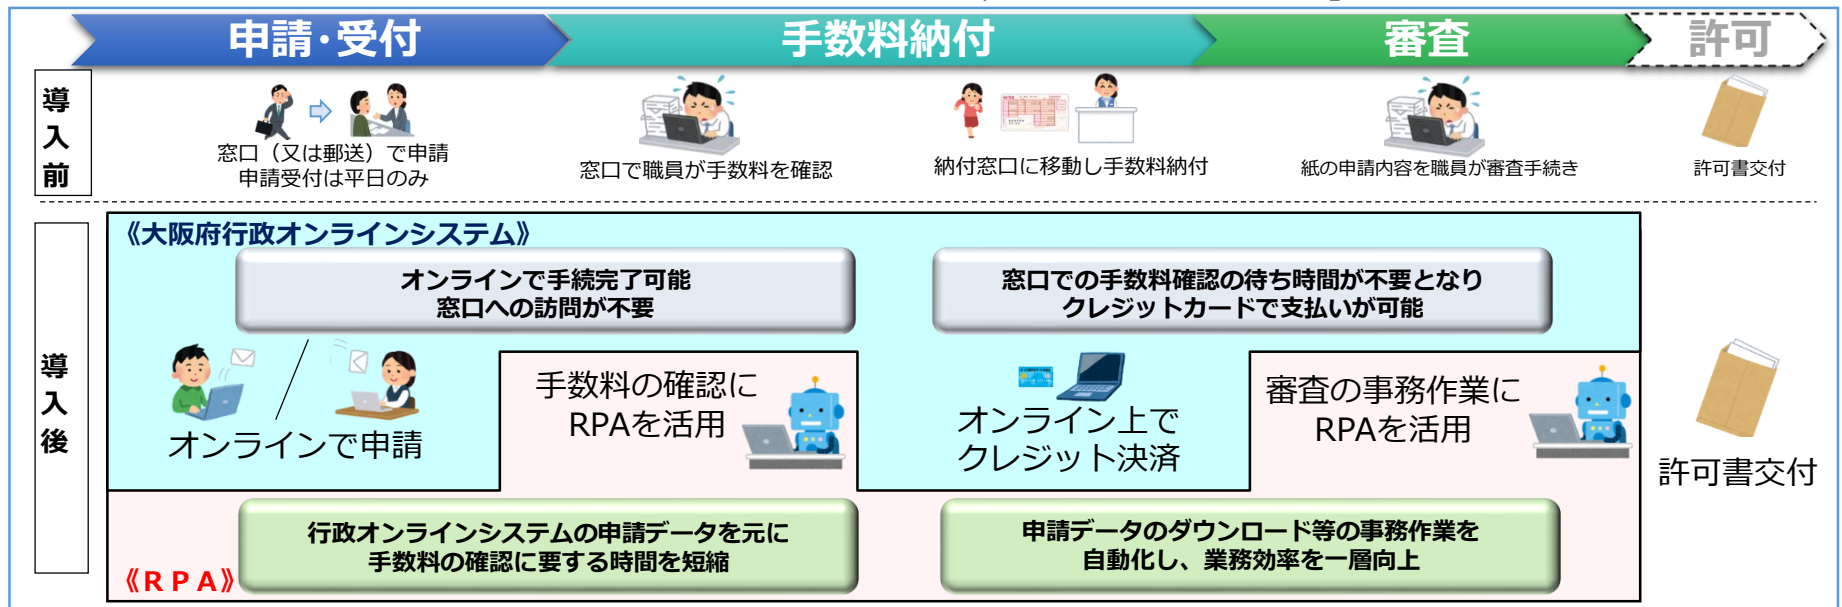 申請・受付
手数料納付
審査
許可
導入前
窓口（又は郵送）で申請
申請受付は平日のみ
窓口で職員が手数料を確認
納付窓口に移動し手数料納付
紙の申請内容を職員が審査手続き
許可書交付
導入後
《大阪府行政オンラインシステム》
オンラインで手続完了可能
窓口への訪問が不要
窓口での手数料確認の待ち時間が不要となり
クレジットカードで支払いが可能
オンラインで申請
手数料の確認に
RPAを活用
オンライン上で
クレジット決済
審査の事務作業に
RPAを活用
許可書交付
行政オンラインシステムの申請データを元に
手数料の確認に要する時間を短縮
申請データのダウンロード等の事務作業を
自動化し、業務効率を一層向上
《ＲＰＡ》